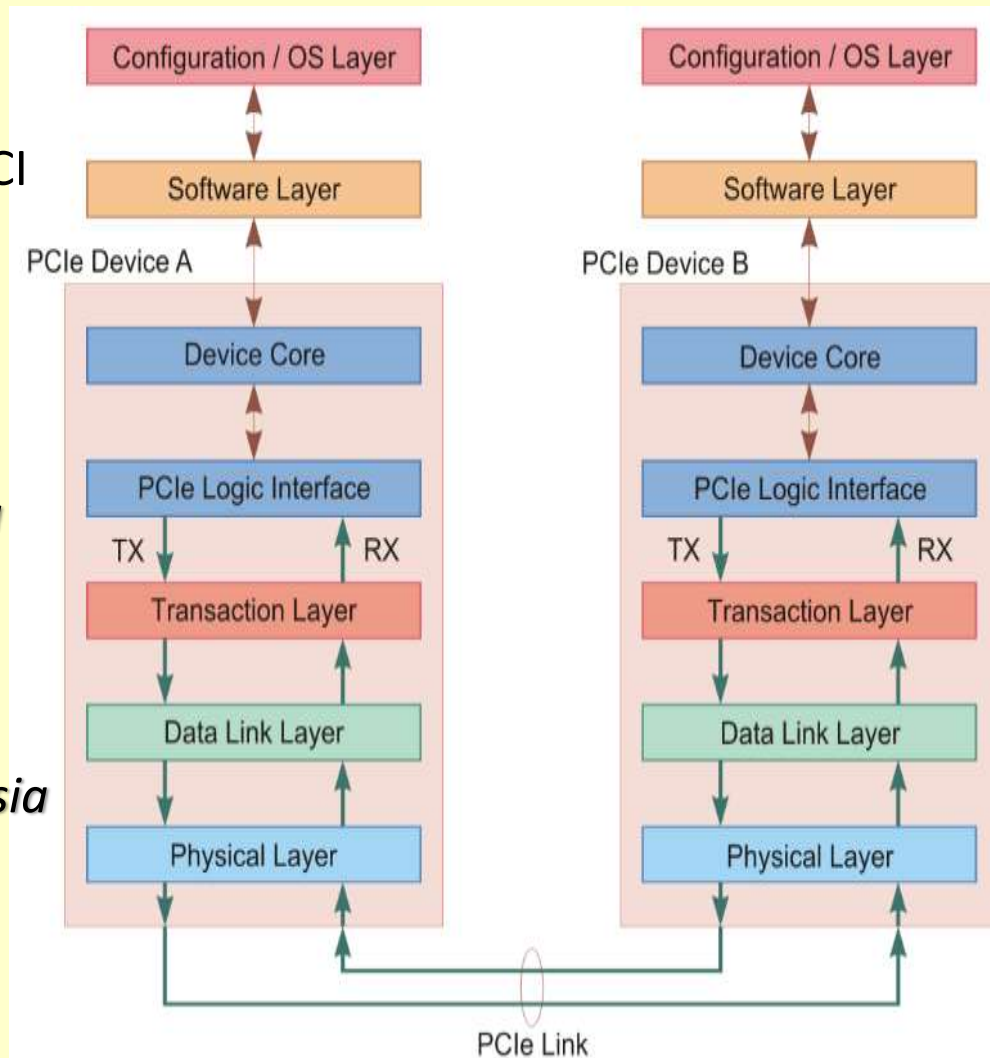 Configuration / OS Layer
Configuration / OS Layer
CI
Software Layer
Software Layer
PCIe Device A
PCIe Device B
Device Core
Device Core
PCIe Logic Interface
PCIe Logic Interface
TX
RX
TX
RX
Transaction Layer
Transaction Layer
Data Link Layer
Data Link Layer
sia
Physical Layer
Physical Layer
PCIe Link